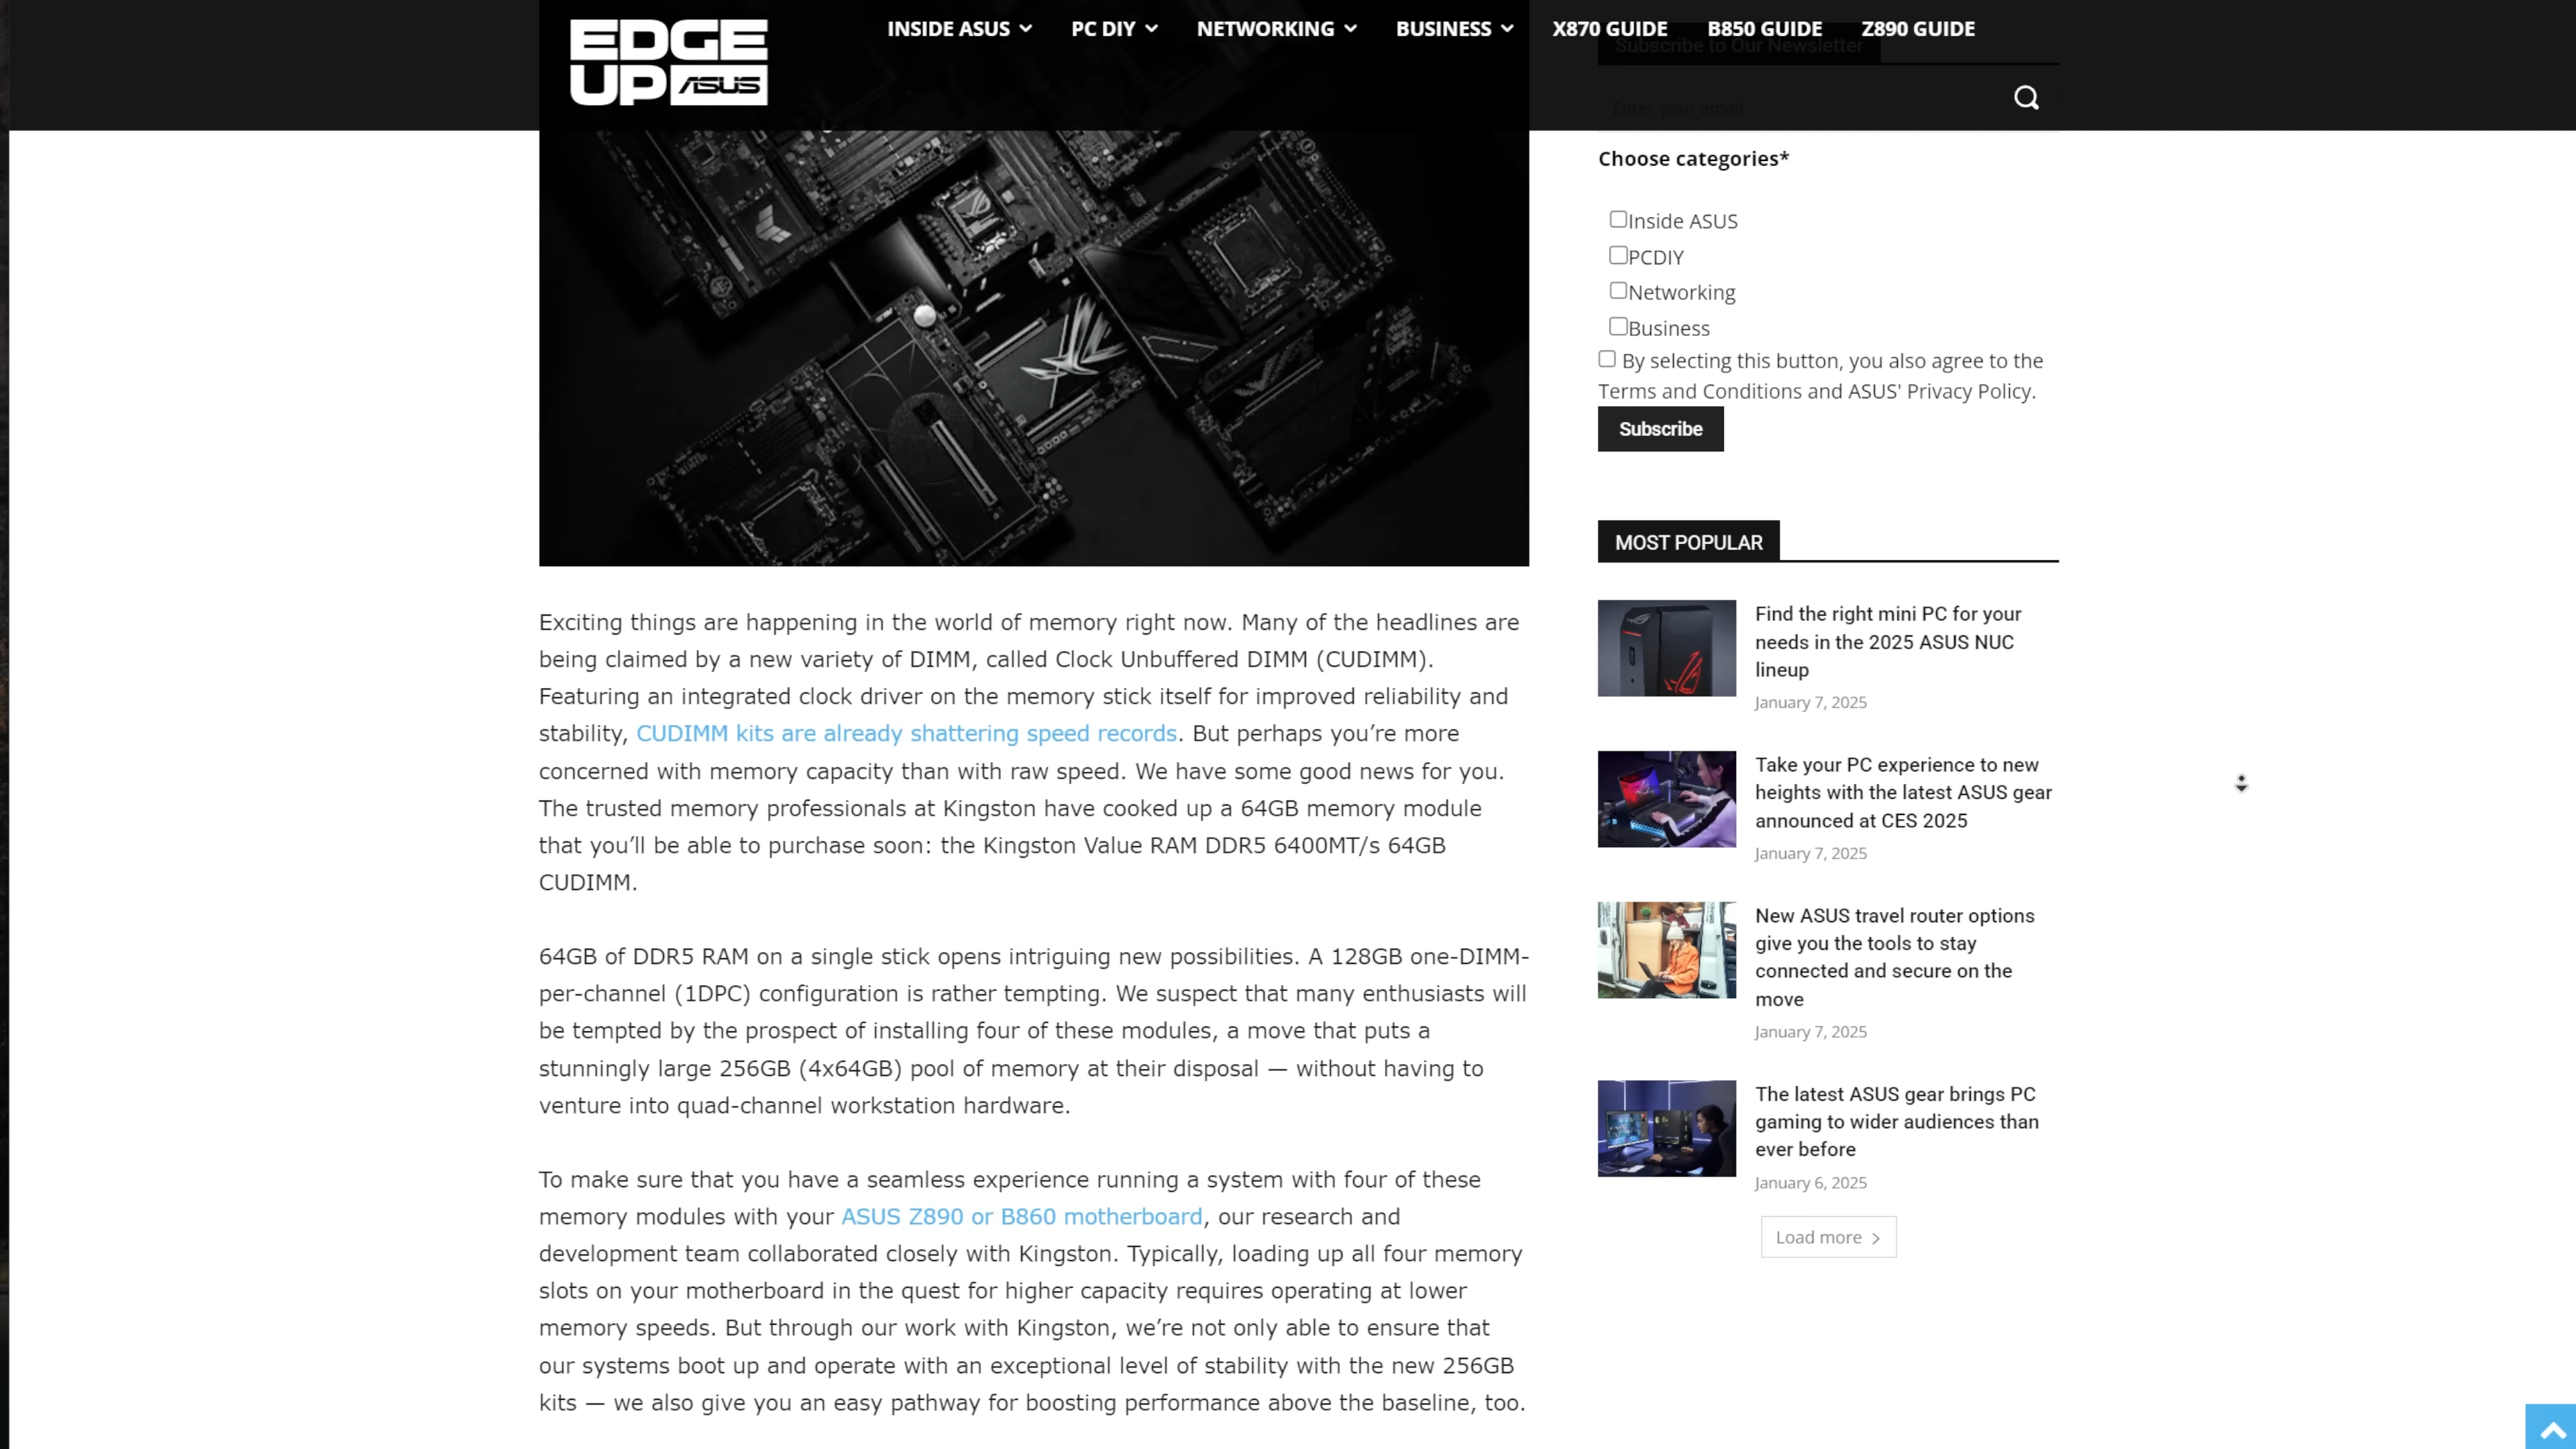 EDGE
UP ASUS
INSIDE ASUS
PC DIY
NETWORKING
BUSINESS
X870 GUIDE
B850 GUIDE
Z890 GUIDE
Exciting things are happening in the world of memory right now. Many of the headlines are
being claimed by a new variety of DIMM, called Clock Unbuffered DIMM (CUDIMM).
Featuring an integrated clock driver on the memory stick itself for improved reliability and
stability, CUDIMM kits are already shattering speed records. But perhaps you’re more
concerned with memory capacity than with raw speed. We have some good news for you.
The trusted memory professionals at Kingston have cooked up a 64GB memory module
that you’ll be able to purchase soon: the Kingston Value RAM DDR5 6400MT/s 64GB
CUDIMM.
64GB of DDR5 RAM on a single stick opens intriguing new possibilities. A 128GB one-DIMM-
per-channel (1DPC) configuration is rather tempting. We suspect that many enthusiasts will
be tempted by the prospect of installing four of these modules, a move that puts a
stunningly large 256GB (4x64GB) pool of memory at their disposal — without having to
venture into quad-channel workstation hardware.
To make sure that you have a seamless experience running a system with four of these
memory modules with your ASUS Z890 or B860 motherboard, our research and
development team collaborated closely with Kingston. Typically, loading up all four memory
slots on your motherboard in the quest for higher capacity requires operating at lower
memory speeds. But through our work with Kingston, we’re not only able to ensure that
our systems boot up and operate with an exceptional level of stability with the new 256GB
kits — we also give you an easy pathway for boosting performance above the baseline, too.
Subscribe to Our Newsletter
Enter your email
Choose categories*
Inside ASUS
PCDIY
Networking
Business
By selecting this button, you also agree to the
Terms and Conditions and ASUS' Privacy Policy.
Subscribe
MOST POPULAR
Find the right mini PC for your
needs in the 2025 ASUS NUC
lineup
January 7, 2025
Take your PC experience to new
heights with the latest ASUS gear
announced at CES 2025
January 7, 2025
New ASUS travel router options
give you the tools to stay
connected and secure on the
move
January 7, 2025
The latest ASUS gear brings PC
gaming to wider audiences than
ever before
January 6, 2025
Load more